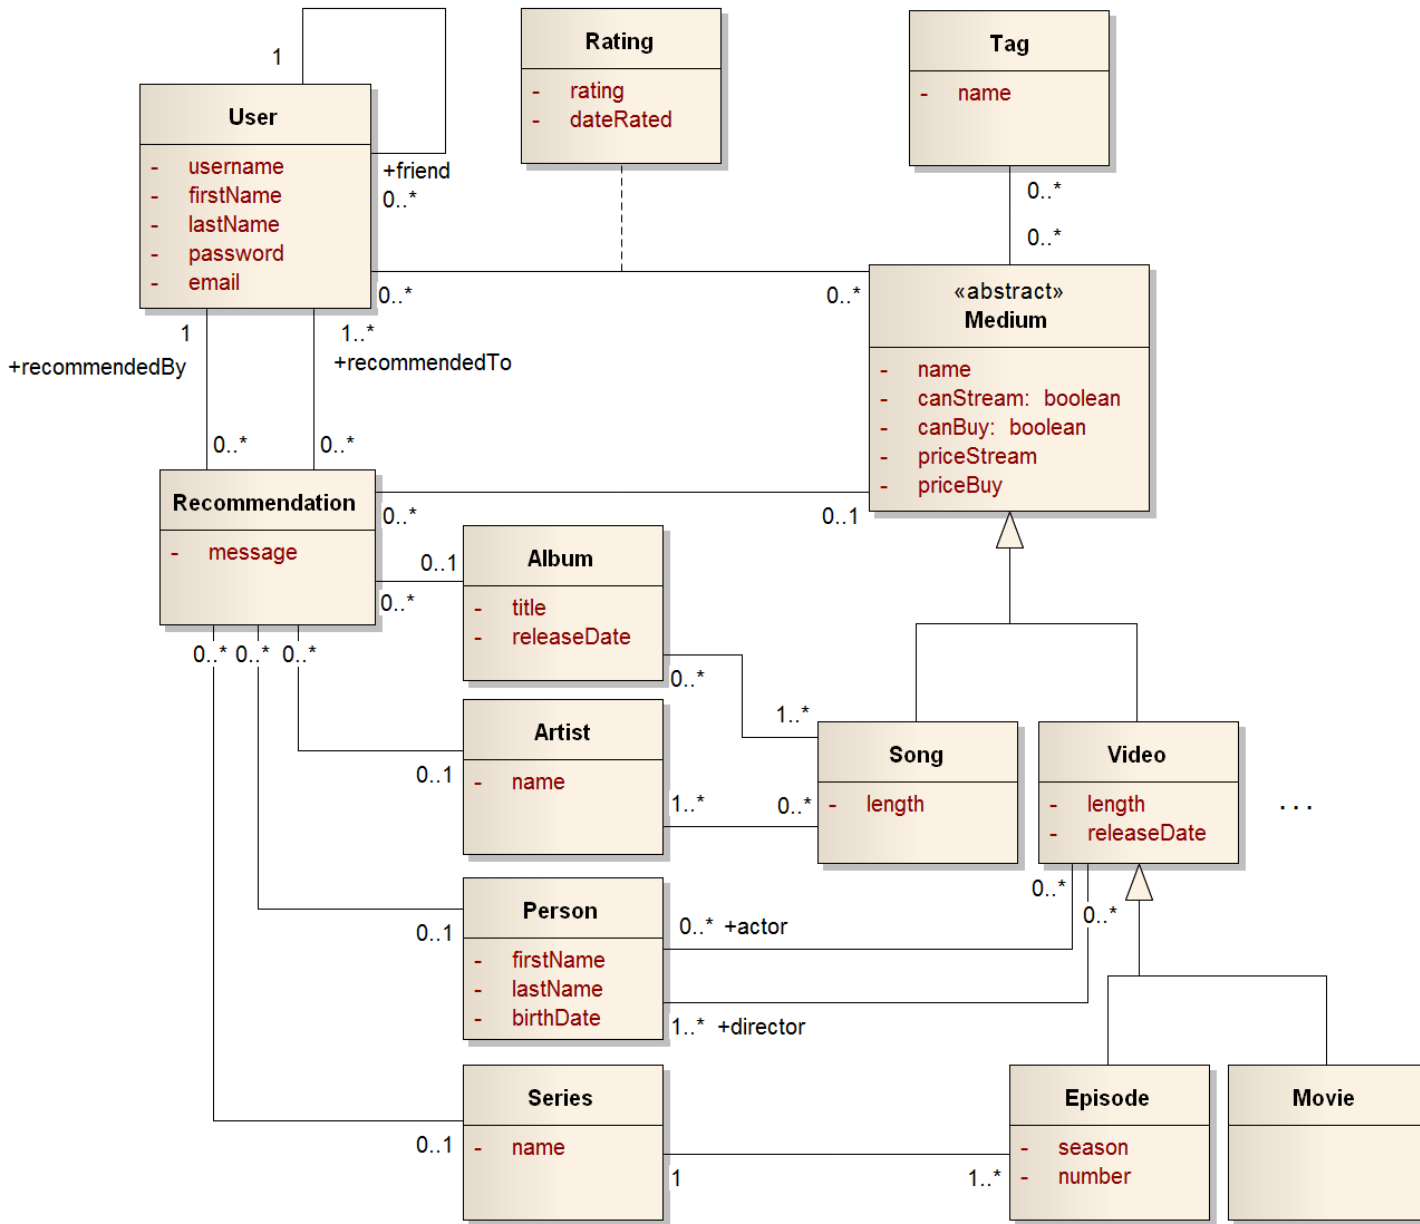 1
User
- username
- firstName
- lastName
- password
- email
+friend
0..*
Rating
- rating
- dateRated
Tag
- name
0..*
0..*
0..*
0..*
«abstract»
Medium
- name
- canStream: boolean
- canBuy: boolean
- priceStream
- priceBuy
1
+recommendedBy
1..*
+recommendedTo
0..*
0..*
Recommendation
- message
0..*
0..1
0..1
0..*
Album
- title
- releaseDate
0..*
1..*
0..*
0..*
0..*
Artist
- name
0..1
1..*
0..*
Song
- length
Video
- length
- releaseDate
...
0..*
0..*
Person
- firstName
- lastName
- birthDate
0..1
0..* +actor
1..* +director
Series
- name
0..1
1
1..*
Episode
- season
- number
Movie